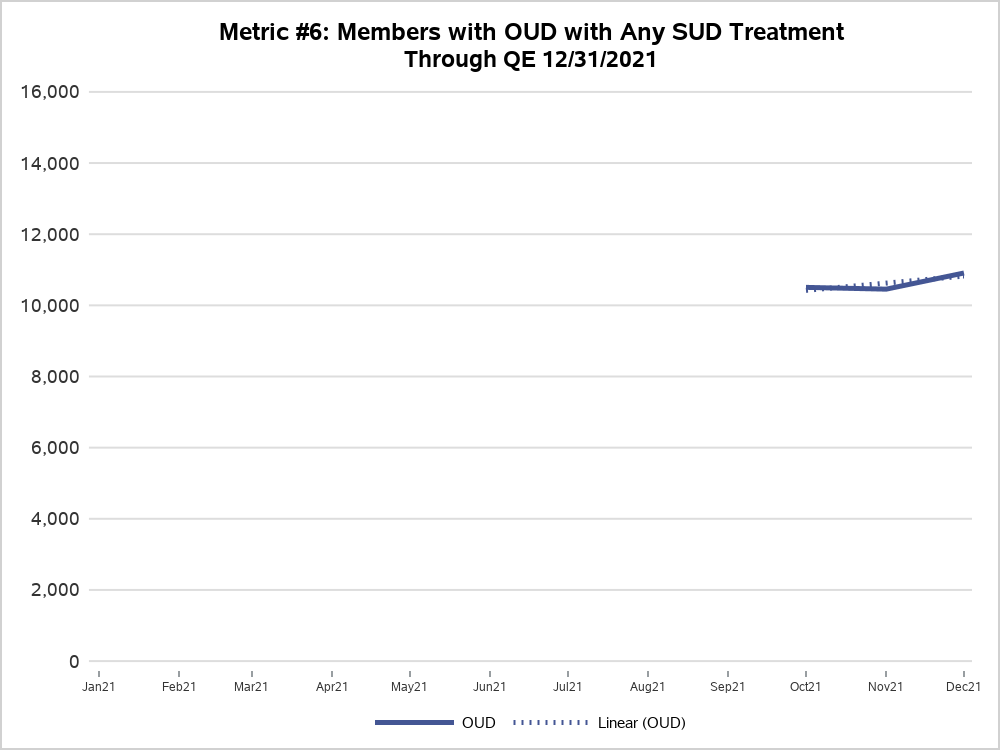 Metric #6: Members with OUD with Any SUD Treatment
Through QE 12/31/2021
16,000
14,000
12,000
10,000
8,000
6,000
4,000
2,000
0
Jan21 Feb21 Mar21 Apr21 May21 Jun21 Jul21 Aug21 Sep21 Oct21 Nov21 Dec21
OUD Linear (OUD)